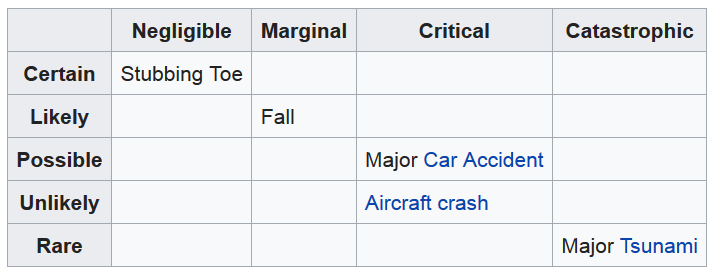 Negligible Marginal Critical Catastrophic
Certain Stubbing Toe
Likely Fall
Possible Major Car Accident
Unlikely Aircraft crash
Rare Major Tsunami